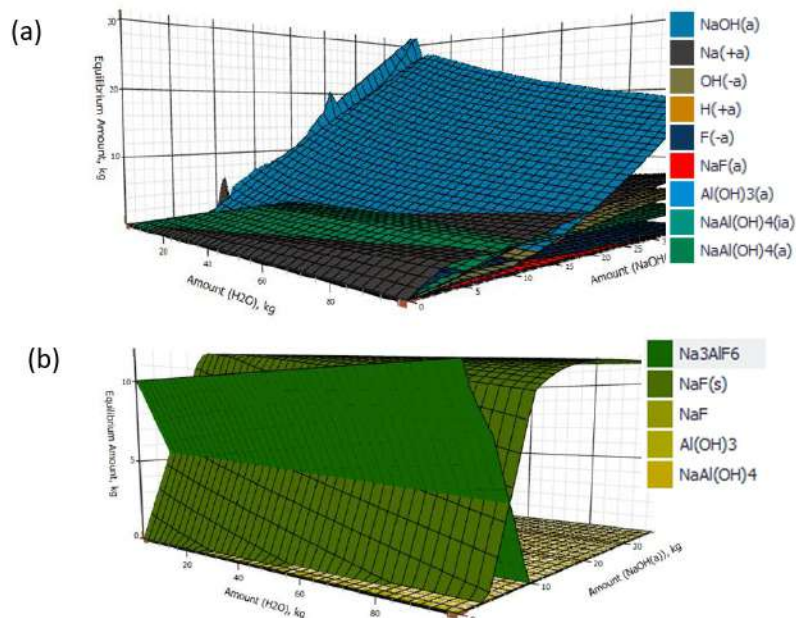 (a)
30
20
10
Equilibrium Amount, kg
20
40
60
80
Amount (H2O), kg
0
5
10
15
20
25
Amount (NaOH
NaOH(a)
Na(+a)
OH(-a)
H(+a)
F(-a)
NaF(a)
Al(OH)3(a)
NaAl(OH)4(ia)
NaAl(OH)4(a)
(b)
10
5
0
Equilibrium Amount, kg
20
40
60
80
Amount (H2O), kg
10
20
30
Amount (NaOH(a)), kg
Na3AlF6
NaF(s)
NaF
Al(OH)3
NaAl(OH)4